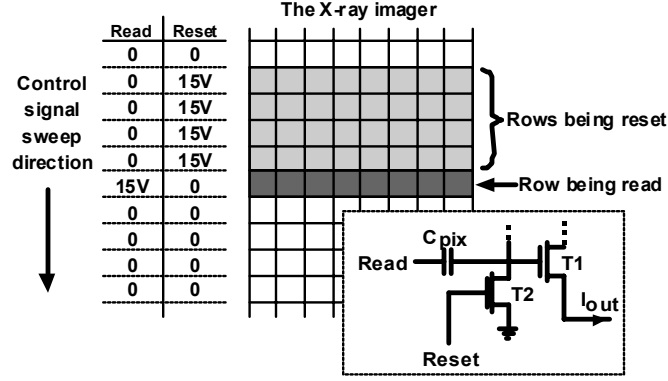 The X-ray imager
Read Reset
0 0
0 15V
0 15V
0 15V
0 15V
15V 0
0 0
0 0
0 0
0 0
Control
signal
sweep
direction
Rows being reset
Row being read
Cpix
Read
T1
T2
Iout
Reset